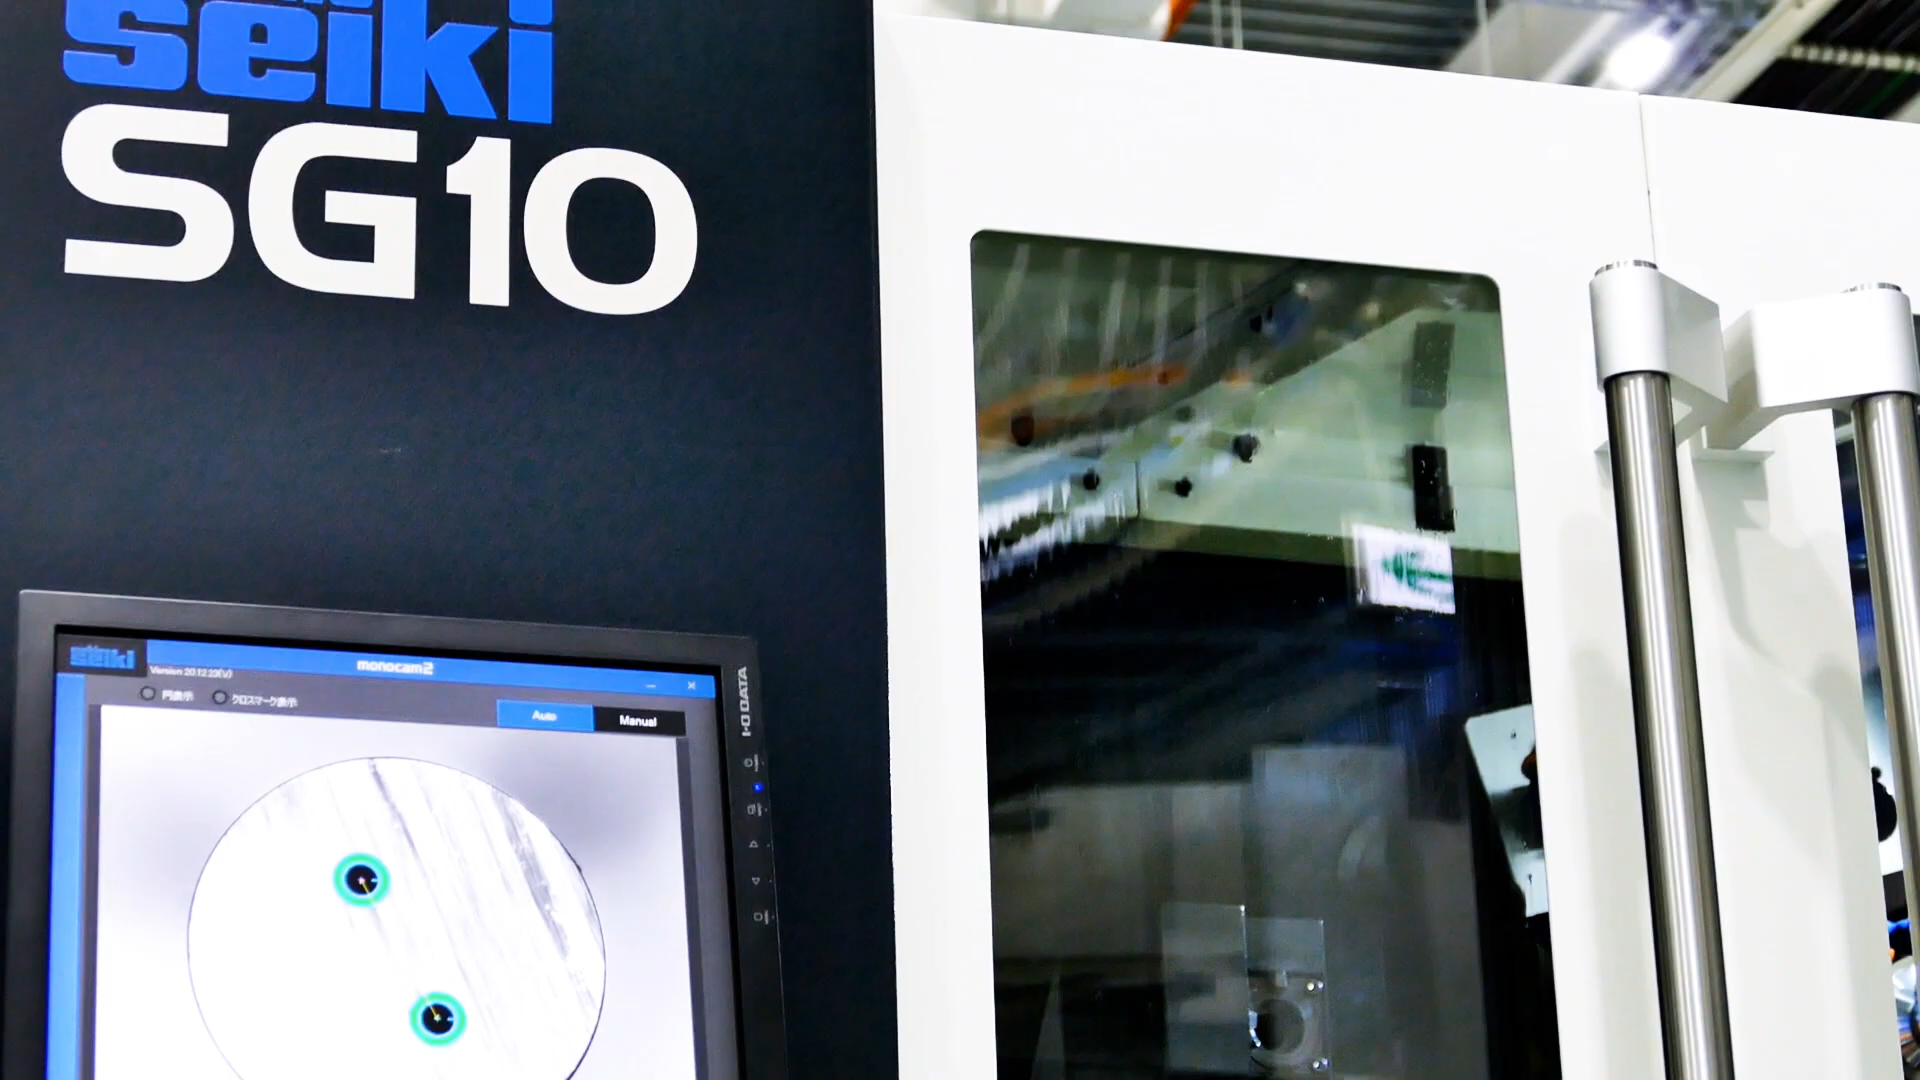 seiki
SG10
seiki
monocam2
Version 20.12.23(V)
円表示
クロスマーク表示
Auto
Manual
I-O DATA